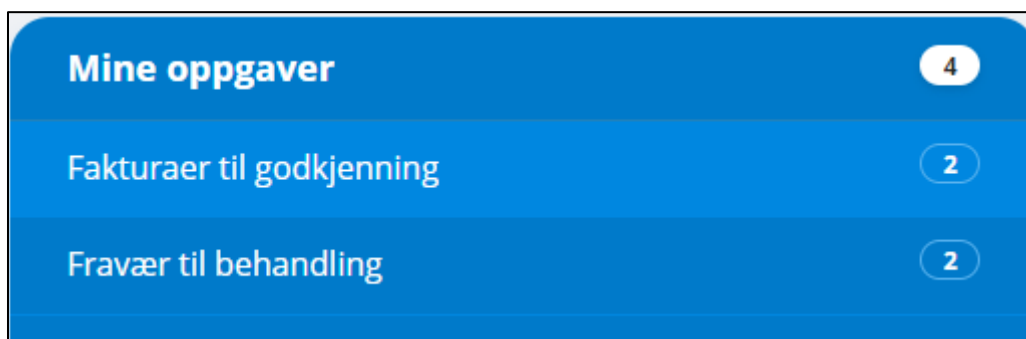 Mine oppgaver 4
Fakturaer til godkjenning 2
Fravær til behandling 2